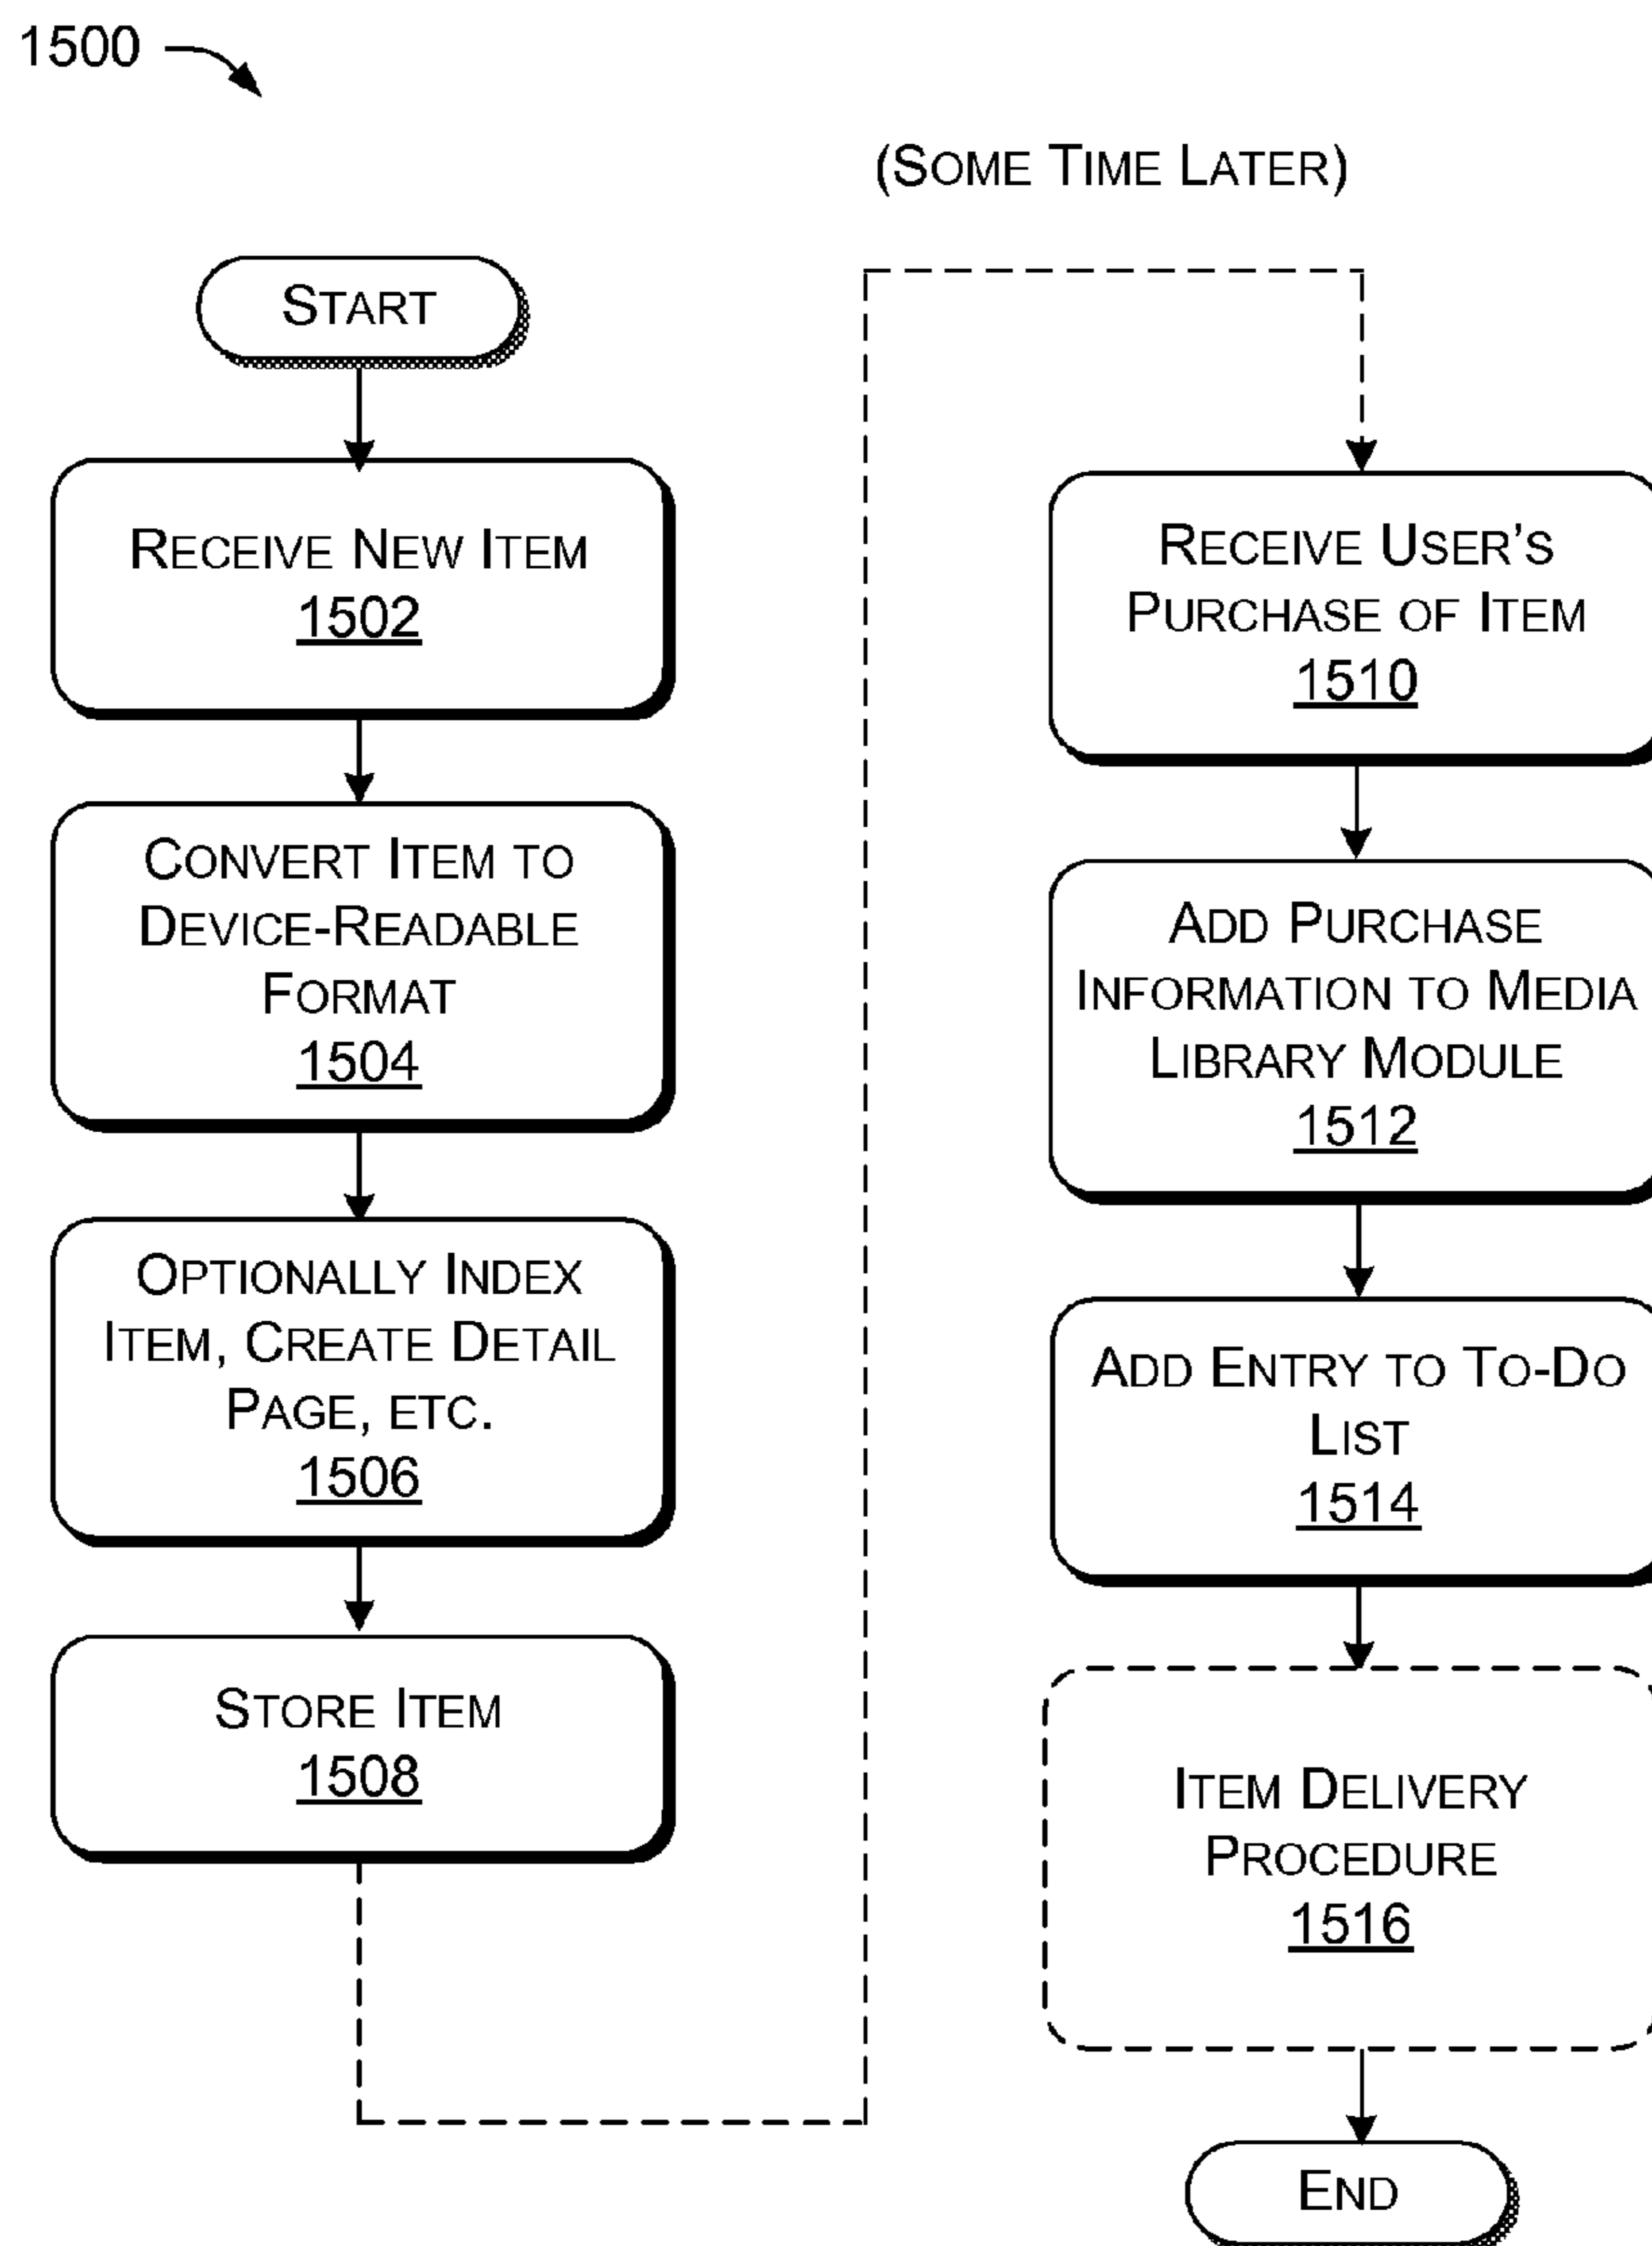 1500
(SOME TIME LATER)
START
RECEIVE NEW ITEM
1502
CONVERT ITEM TO
DEVICE-READABLE
FORMAT
1504
OPTIONALLY INDEX
ITEM, CREATE DETAIL
PAGE, ETC.
1506
STORE ITEM
1508
RECEIVE USER'S
PURCHASE OF ITEM
1510
ADD PURCHASE
INFORMATION TO MEDIA
LIBRARY MODULE
1512
ADD ENTRY TO TO-DO
LIST
1514
ITEM DELIVERY
PROCEDURE
1516
END